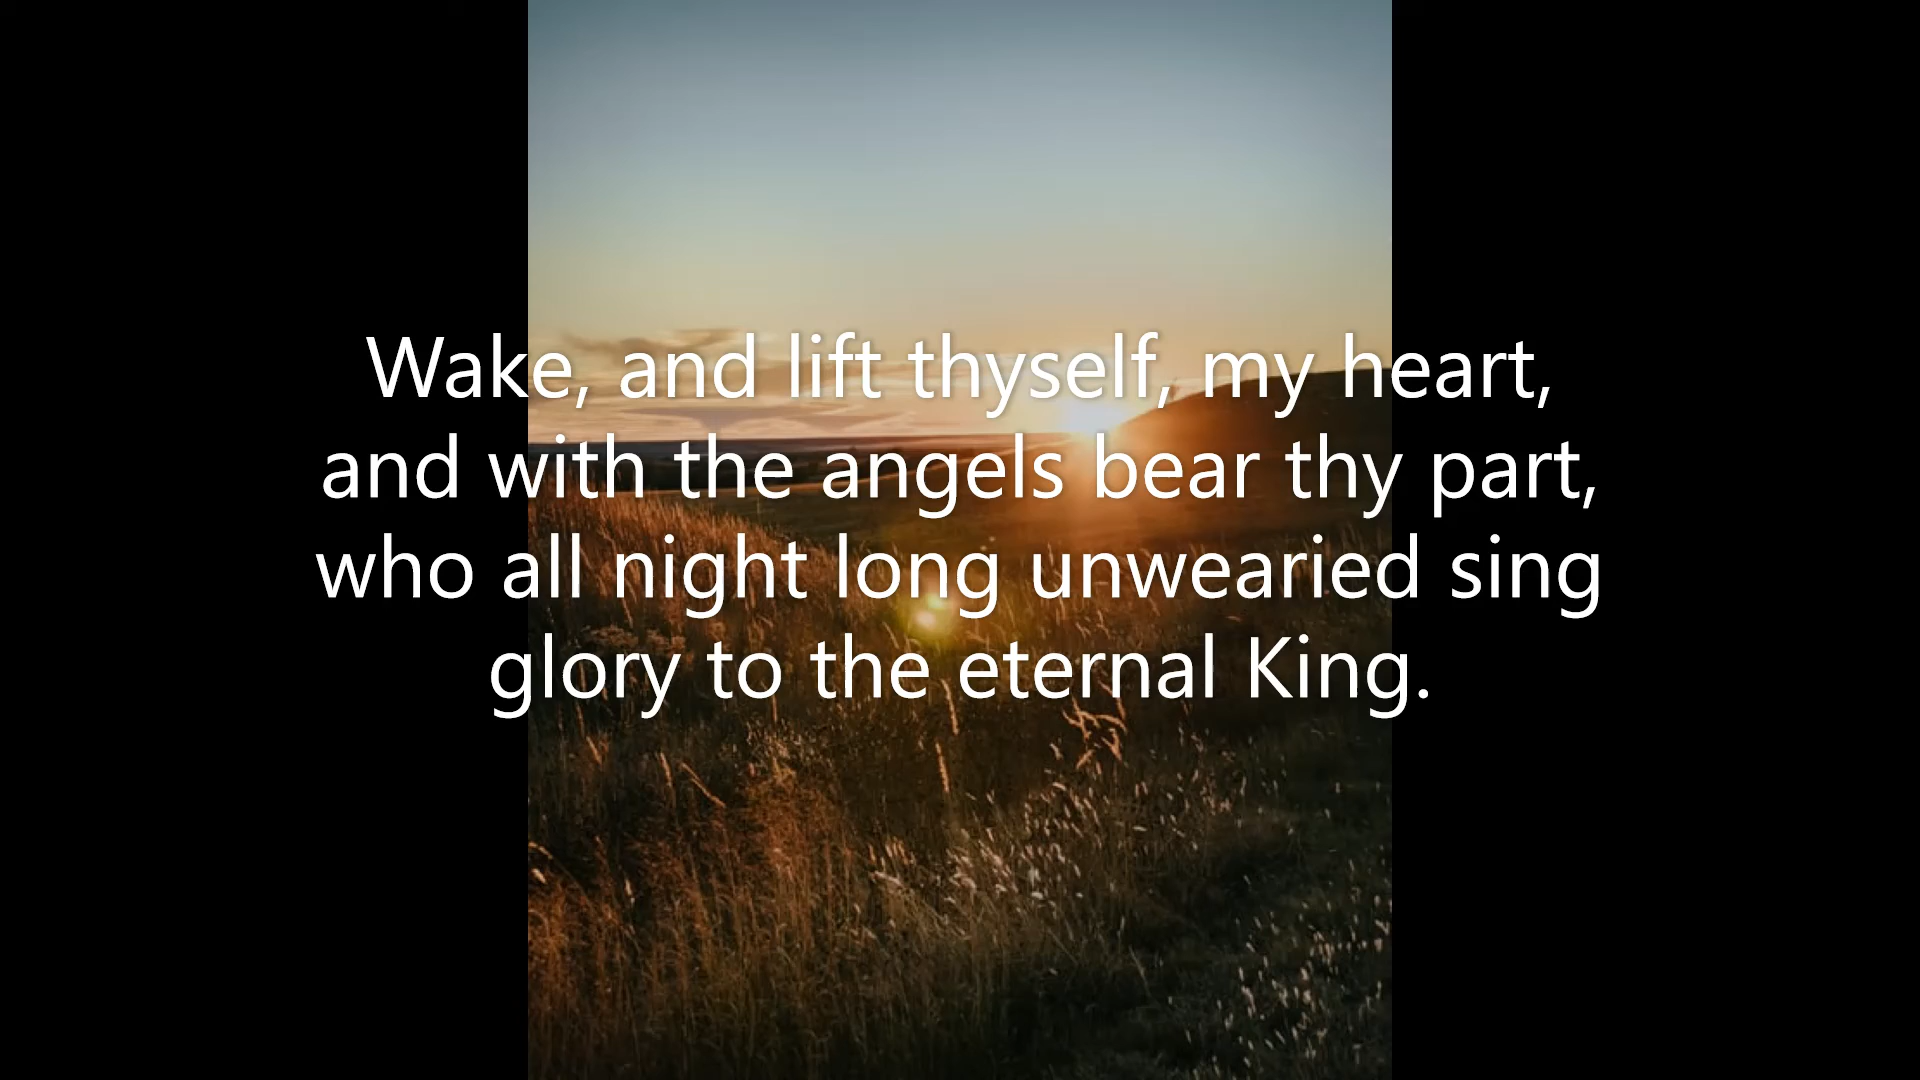 Wake, and lift thyself, my heart,
and with the angels bear thy part,
who all night long unwearied sing
glory to the eternal King.